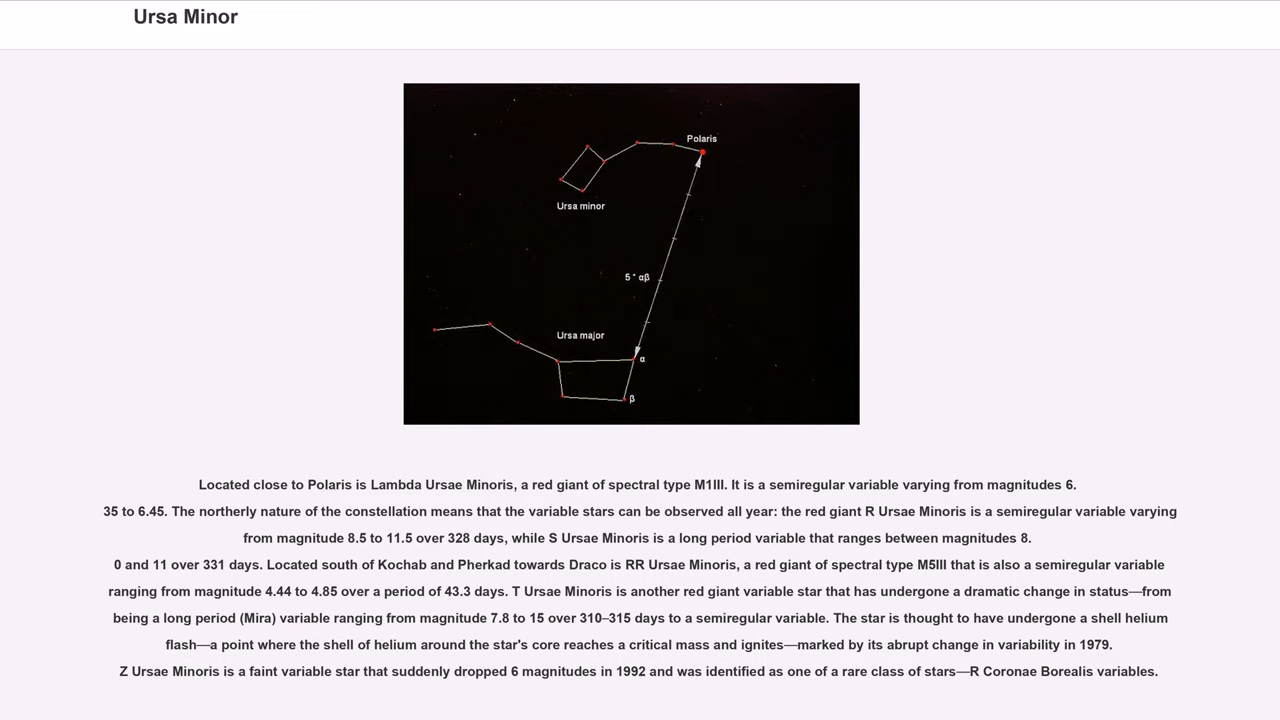 Ursa Minor
Polaris
Ursa minor
5 * αβ
Ursa major
α
β
Located close to Polaris is Lambda Ursae Minoris, a red giant of spectral type M1III. It is a semiregular variable varying from magnitudes 6.
35 to 6.45. The northerly nature of the constellation means that the variable stars can be observed all year: the red giant R Ursae Minoris is a semiregular variable varying
from magnitude 8.5 to 11.5 over 328 days, while S Ursae Minoris is a long period variable that ranges between magnitudes 8.
0 and 11 over 331 days. Located south of Kochab and Pherkad towards Draco is RR Ursae Minoris, a red giant of spectral type M5III that is also a semiregular variable
ranging from magnitude 4.44 to 4.85 over a period of 43.3 days. T Ursae Minoris is another red giant variable star that has undergone a dramatic change in status—from
being a long period (Mira) variable ranging from magnitude 7.8 to 15 over 310–315 days to a semiregular variable. The star is thought to have undergone a shell helium
flash—a point where the shell of helium around the star's core reaches a critical mass and ignites—marked by its abrupt change in variability in 1979.
Z Ursae Minoris is a faint variable star that suddenly dropped 6 magnitudes in 1992 and was identified as one of a rare class of stars—R Coronae Borealis variables.